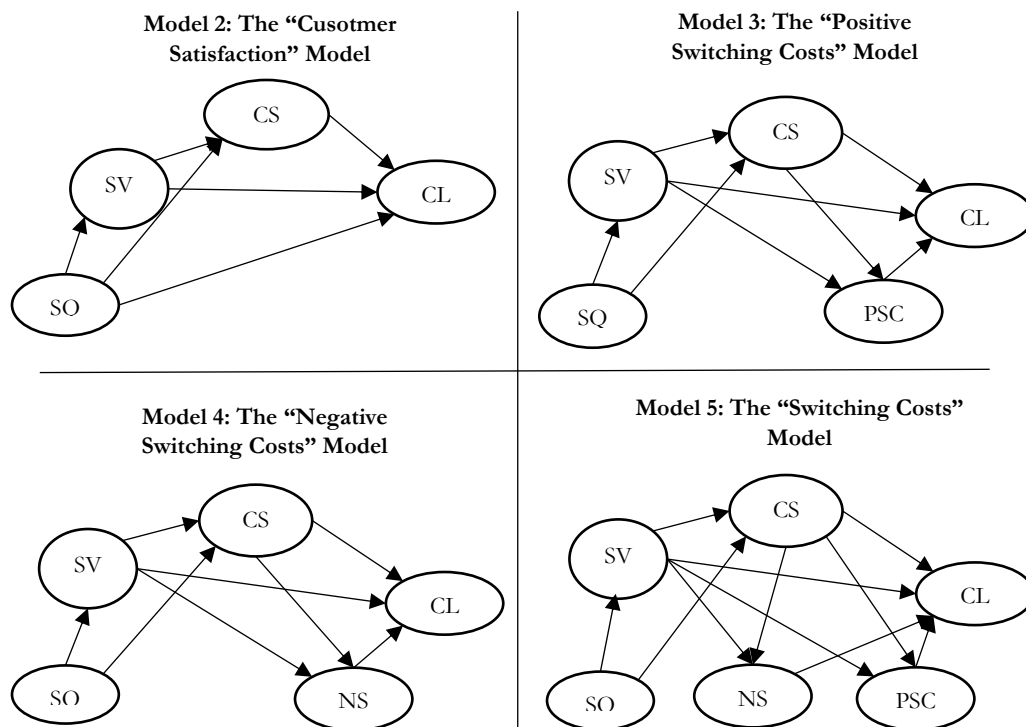 Model 2: The “Cusotmer
Satisfaction” Model
CS
SV
CL
SO
Model 3: The “Positive
Switching Costs” Model
CS
SV
CL
SQ
PSC
Model 4: The “Negative
Switching Costs” Model
CS
SV
CL
SO
NS
Model 5: The “Switching Costs”
Model
CS
SV
CL
SO
NS
PSC